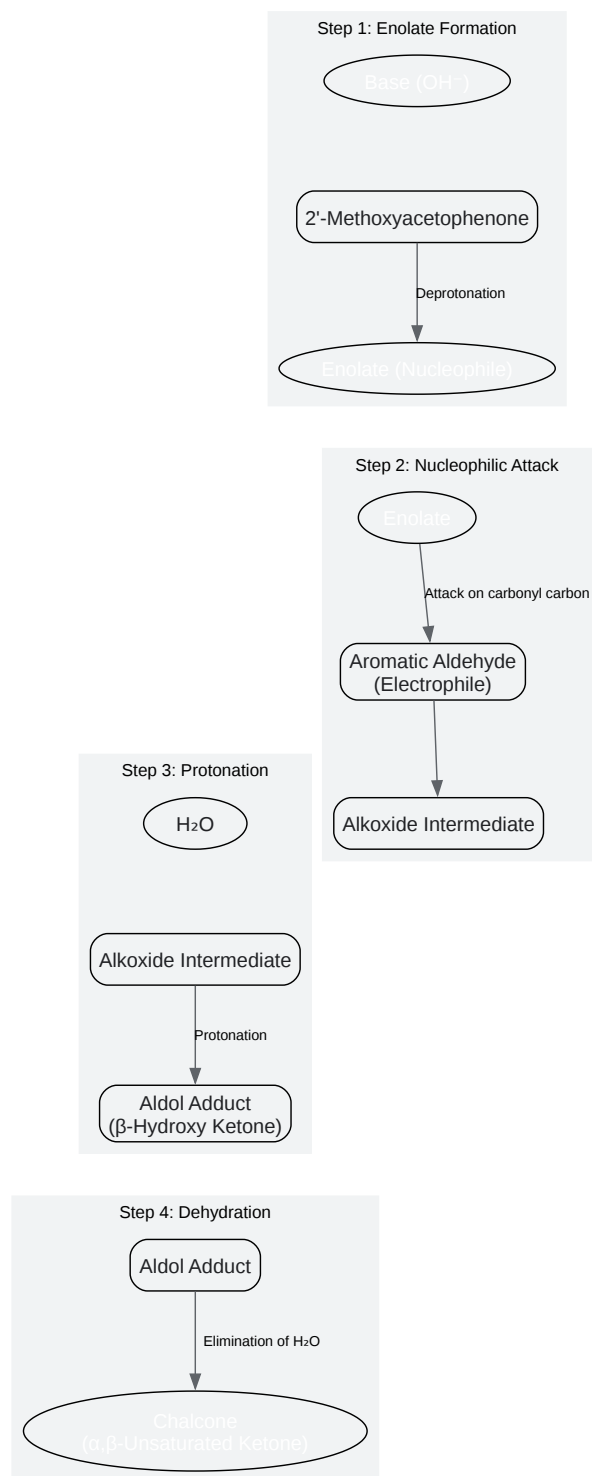 Step 1: Enolate Formation
Base (OH⁻)
2'-Methoxyacetophenone
Deprotonation
Enolate (Nucleophile)
Step 2: Nucleophilic Attack
Enolate
Attack on carbonyl carbon
Aromatic Aldehyde
(Electrophile)
Alkoxide Intermediate
Step 3: Protonation
H₂O
Alkoxide Intermediate
Protonation
Aldol Adduct
(β-Hydroxy Ketone)
Step 4: Dehydration
Aldol Adduct
Elimination of H₂O
Chalcone
(α,β-Unsaturated Ketone)